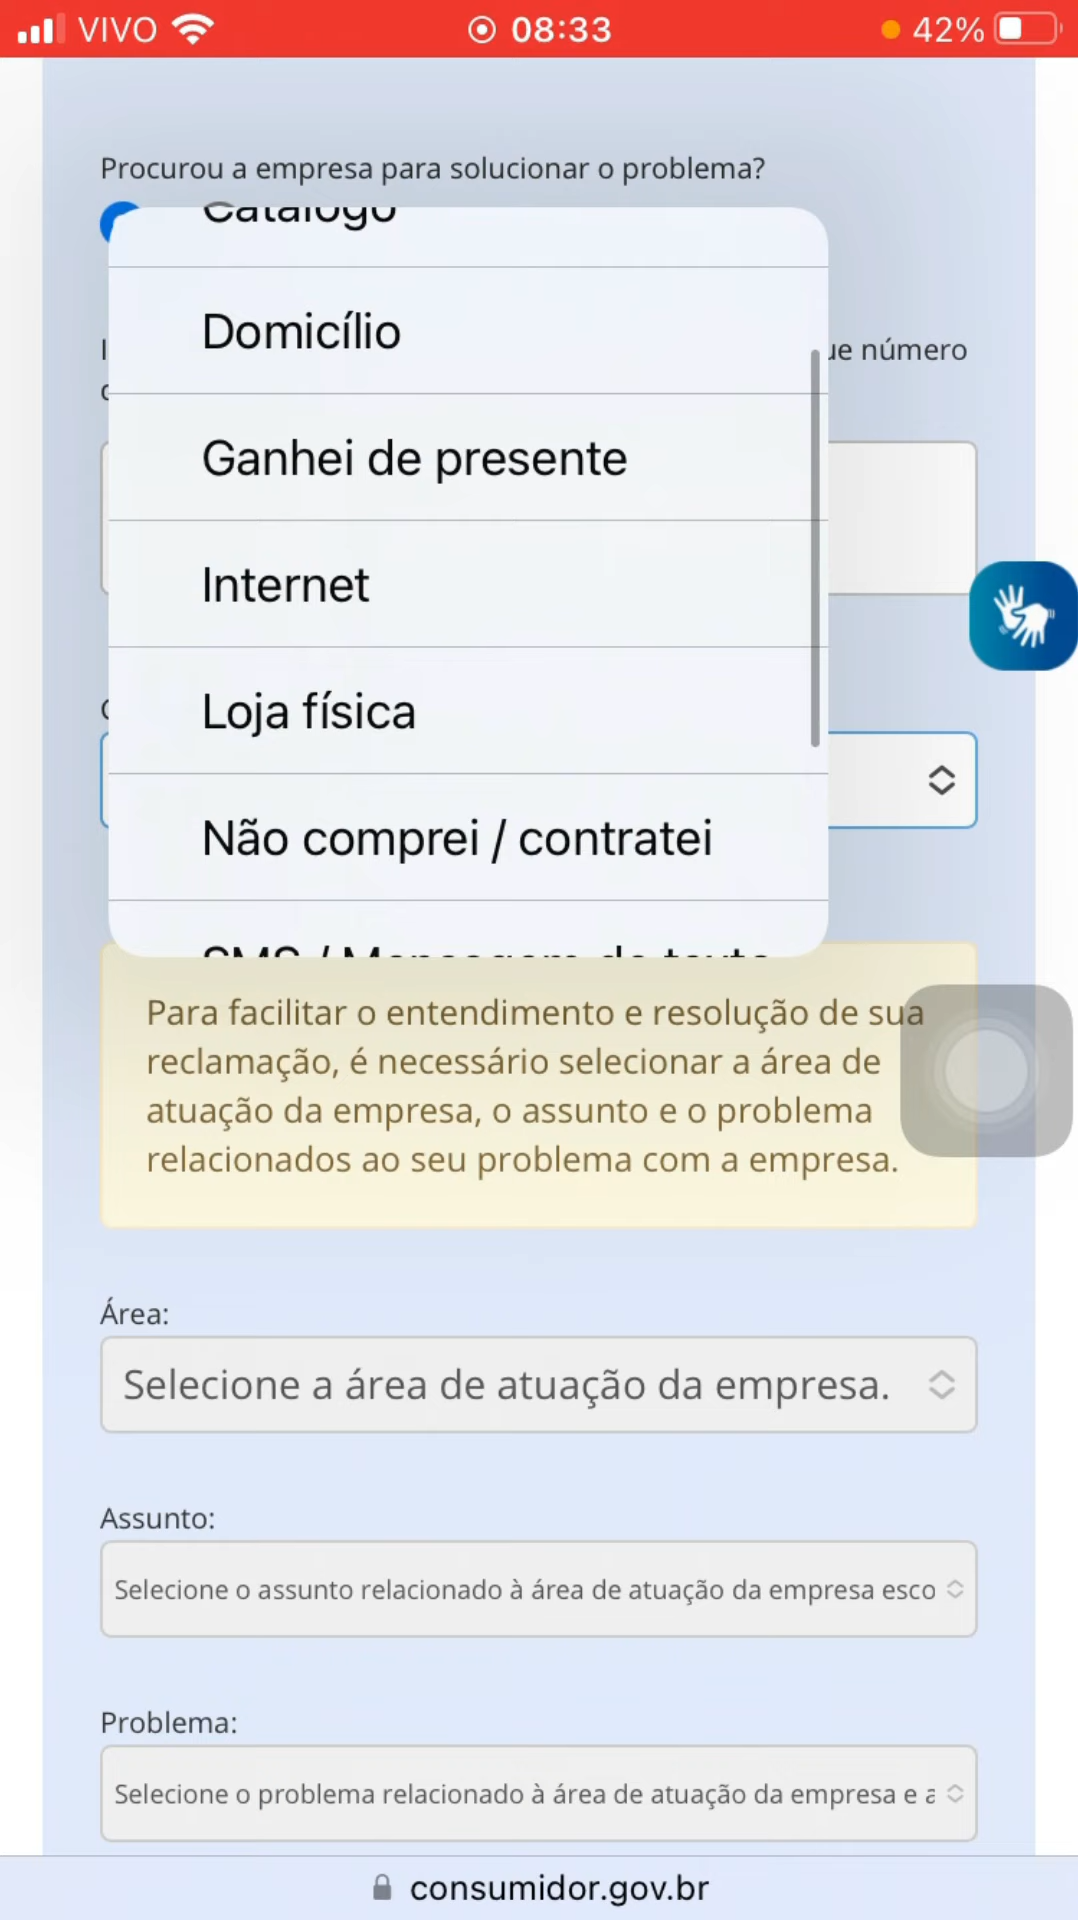 VIVO
08:33
42%
Procurou a empresa para solucionar o problema?
Catálogo
Domicílio
ue número
Ganhei de presente
Internet
Loja física
Não comprei / contratei
SMS / Mensagem de texto
Para facilitar o entendimento e resolução de sua
reclamação, é necessário selecionar a área de
atuação da empresa, o assunto e o problema
relacionados ao seu problema com a empresa.
Área:
Selecione a área de atuação da empresa.
Assunto:
Selecione o assunto relacionado à área de atuação da empresa esco
Problema:
Selecione o problema relacionado à área de atuação da empresa e a
consumidor.gov.br